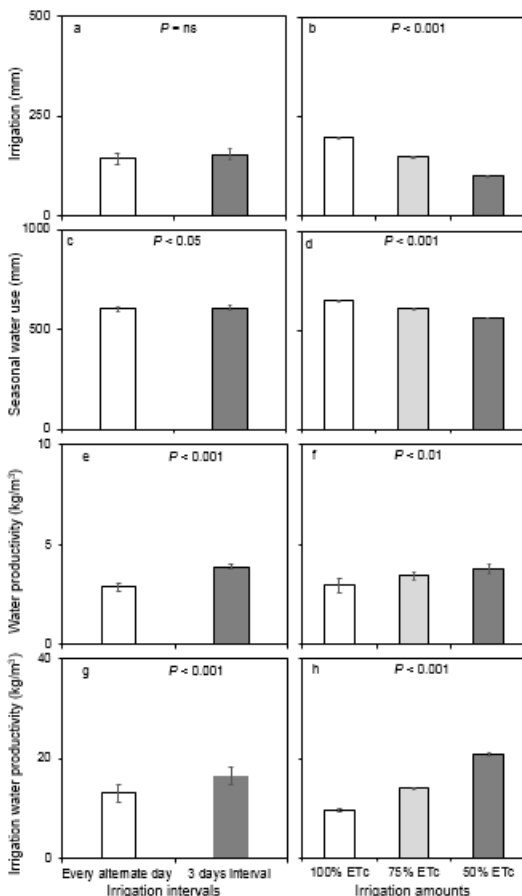 500
250
0
Irrigation (mm)
a
P = ns
b
P < 0.001
1000
500
0
Seasonal water use (mm)
c
P < 0.05
d
P < 0.001
10
5
0
Water productivity (kg/m³)
e
P < 0.001
f
P < 0.01
40
20
0
Irrigation water productivity (kg/m³)
g
P < 0.001
h
P < 0.001
Every alternate day 3 days Interval
Irrigation intervals
100% ETc 75% ETc 50% ETc
Irrigation amounts